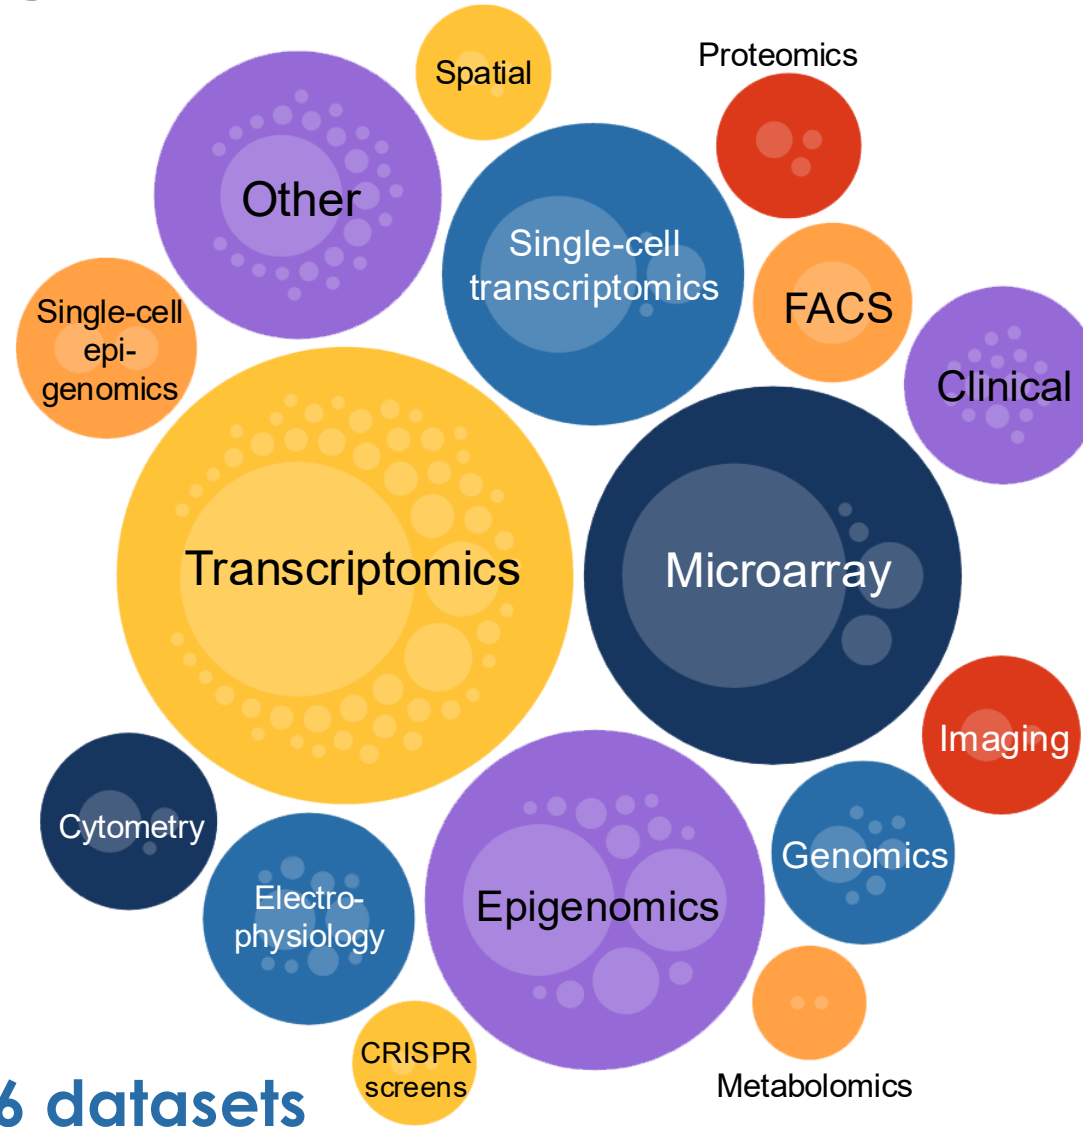 Spatial
Proteomics
Other
Single-cell
transcriptomics
FACS
Single-cell
epi-
genomics
Clinical
Transcriptomics
Microarray
Imaging
Cytometry
Genomics
Electro-
physiology
Epigenomics
CRISPR
screens
Metabolomics
6 datasets